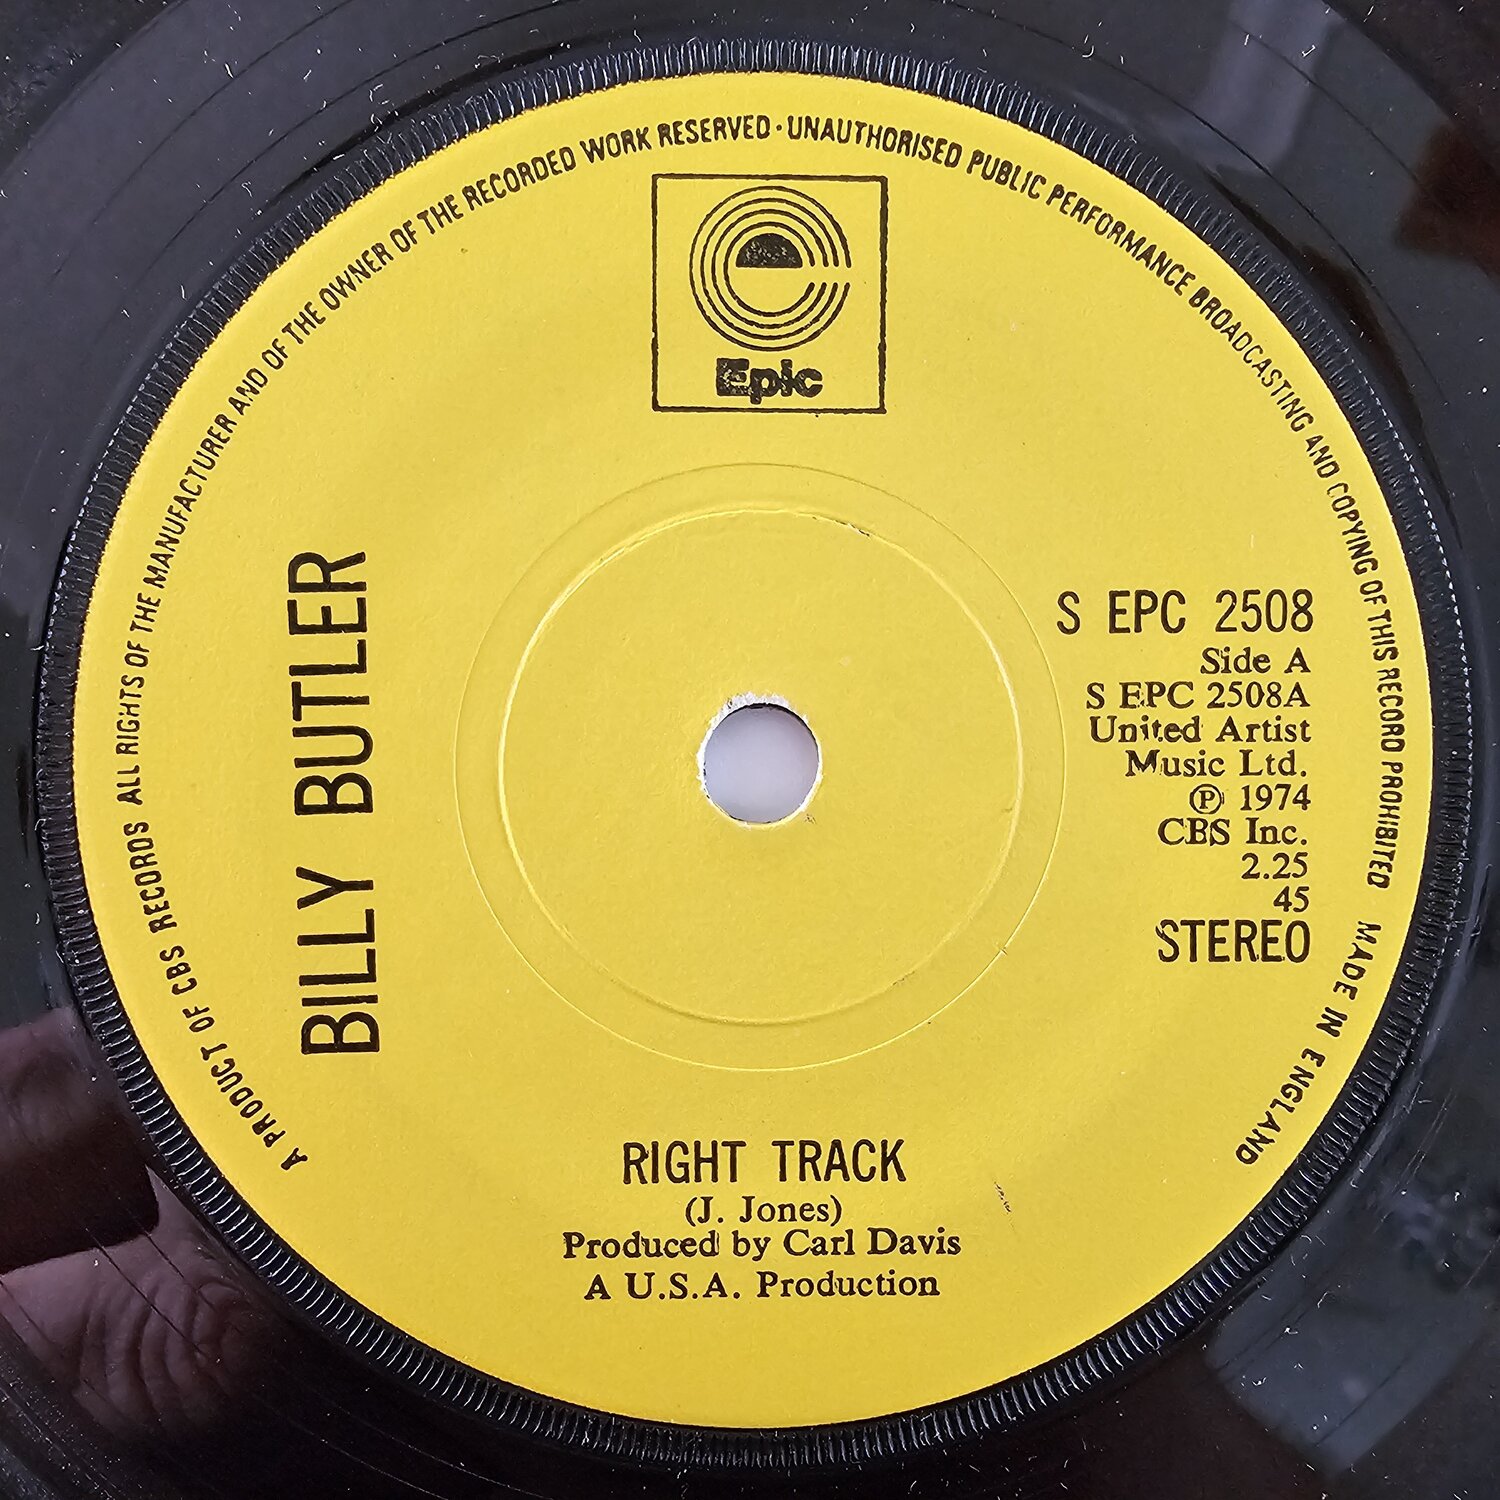 A PRODUCT OF CBS RECORDS ALL RIGHTS OF THE MANUFACTURER AND OF THE OWNER OF THE RECORDED WORK RESERVED · UNAUTHORISED PUBLIC PERFORMANCE BROADCASTING AND COPYING OF THIS RECORD PROHIBITED MADE IN ENGLAND
Epic
BILLY BUTLER
S EPC 2508
Side A
S EPC 2508A
United Artist
Music Ltd.
℗ 1974
CBS Inc.
2.25
45
STEREO
RIGHT TRACK
(J. Jones)
Produced by Carl Davis
A U.S.A. Production